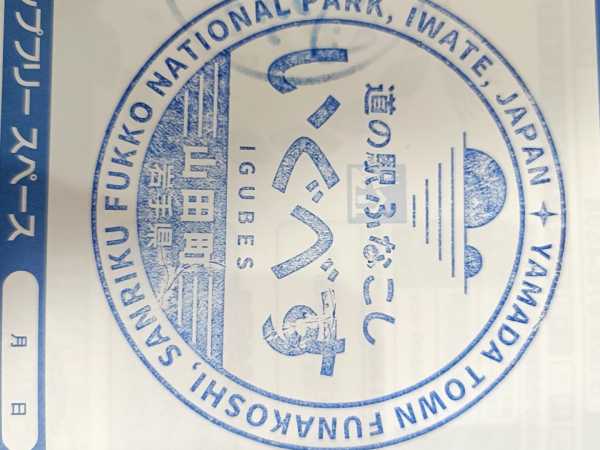 YAMADA TOWN FUNAKOSHI, SANRIKU FUKKO NATIONAL PARK, IWATE, JAPAN
道の駅ふなこし
いぐべす
IGUBES
山田町
岩手県
プフリー スペース
月 日